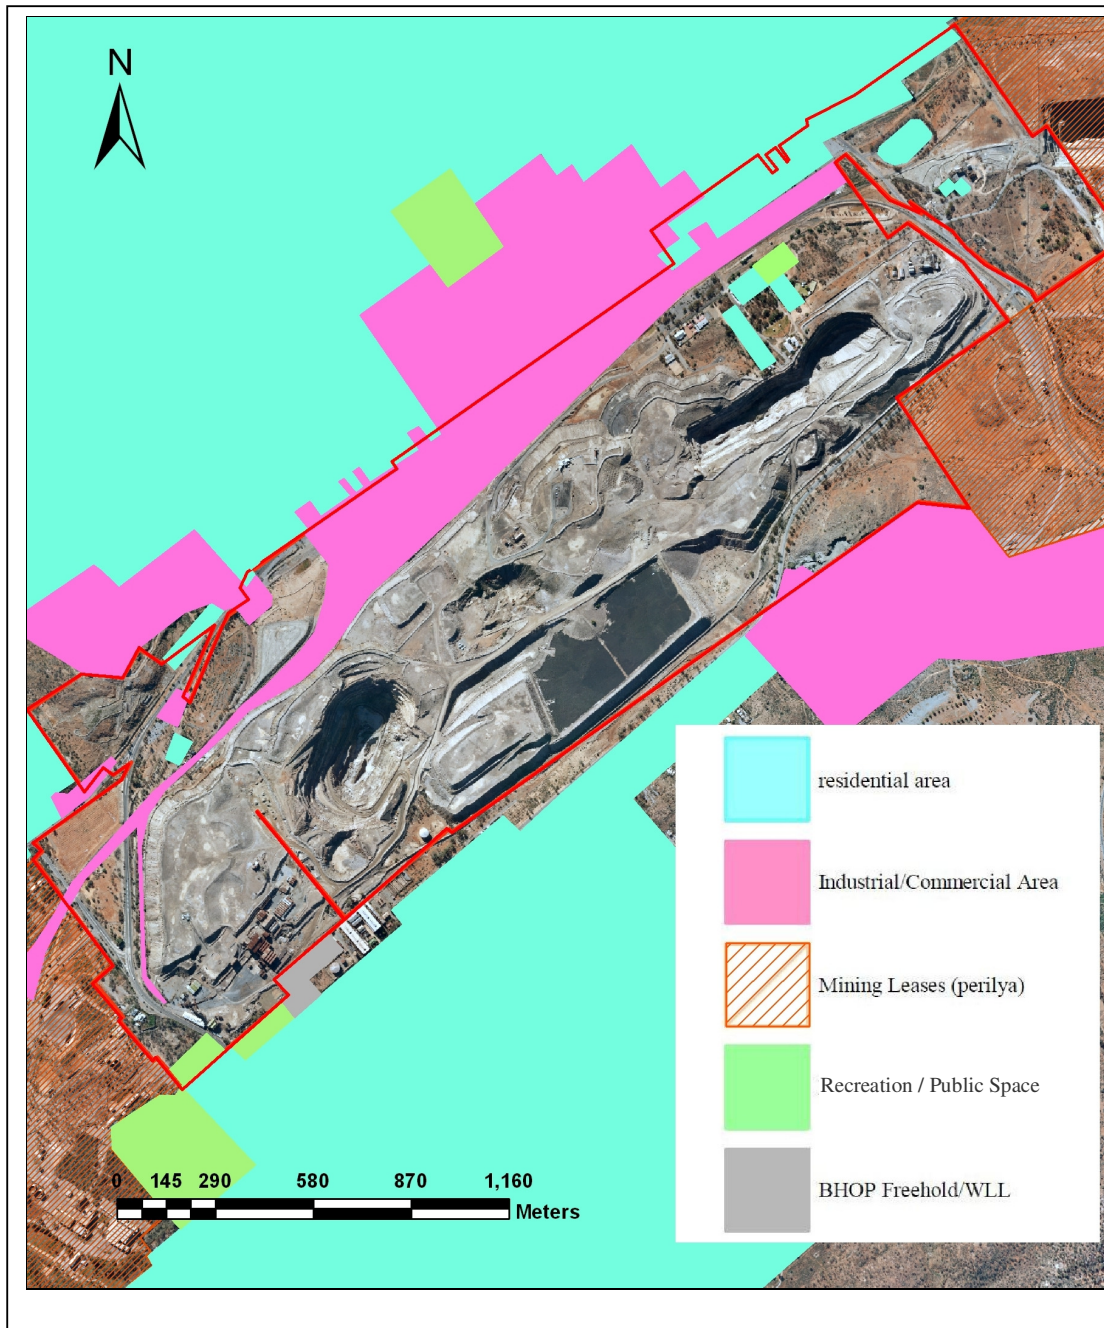 N
residential area
Industrial/Commercial Area
Mining Leases (perilya)
Recreation / Public Space
BHOP Freehold/WLL
0 145 290 580 870 1,160
Meters